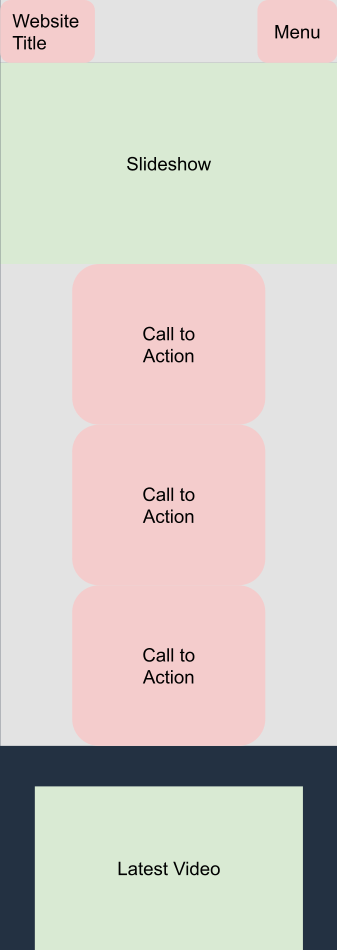 Website
Title
Menu
Slideshow
Call to
Action
Call to
Action
Call to
Action
Latest Video